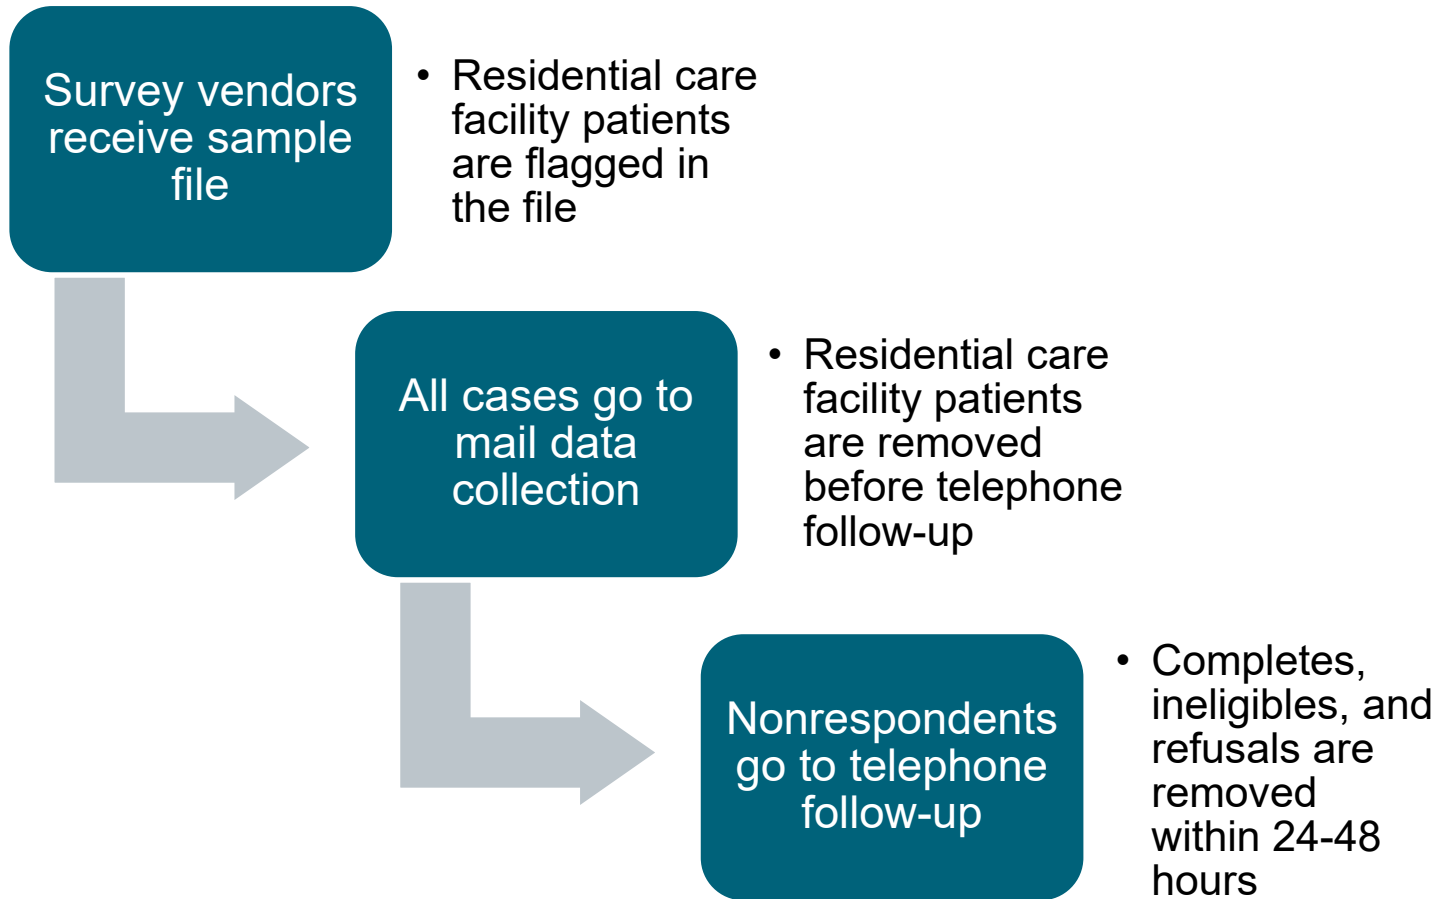 Survey vendors
receive sample
file
• Residential care
facility patients
are flagged in
the file
All cases go to
mail data
collection
• Residential care
facility patients
are removed
before telephone
follow-up
Nonrespondents
go to telephone
follow-up
• Completes,
ineligibles, and
refusals are
removed
within 24-48
hours